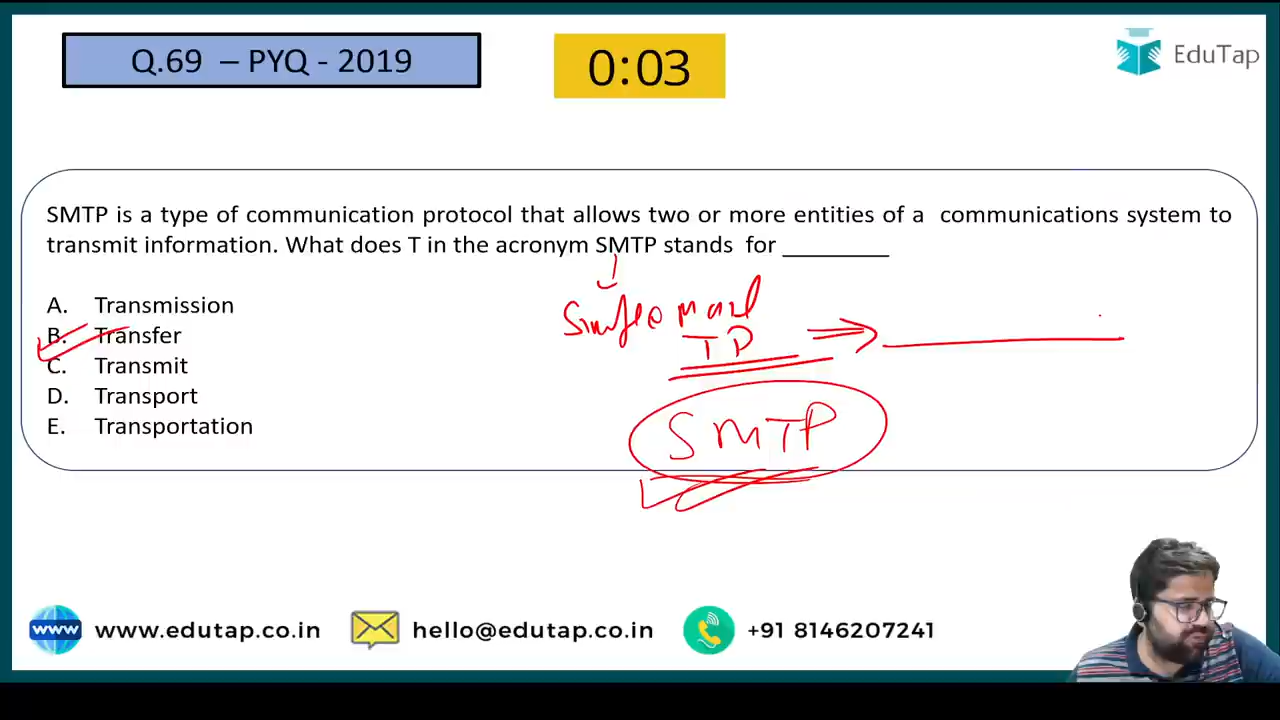 Q.69 – PYQ - 2019
0:03
EduTap
SMTP is a type of communication protocol that allows two or more entities of a communications system to
transmit information. What does T in the acronym SMTP stands for ________
A. Transmission
B. Transfer
C. Transmit
D. Transport
E. Transportation
Simple mail
TP
SMTP
www
www.edutap.co.in
hello@edutap.co.in
+91 8146207241